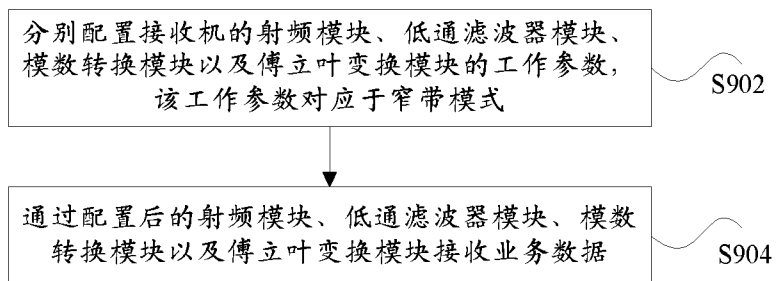 分别配置接收机的射频模块、低通滤波器模块、
模数转换模块以及傅立叶变换模块的工作参数，
该工作参数对应于窄带模式
S902
通过配置后的射频模块、低通滤波器模块、模数
转换模块以及傅立叶变换模块接收业务数据
S904